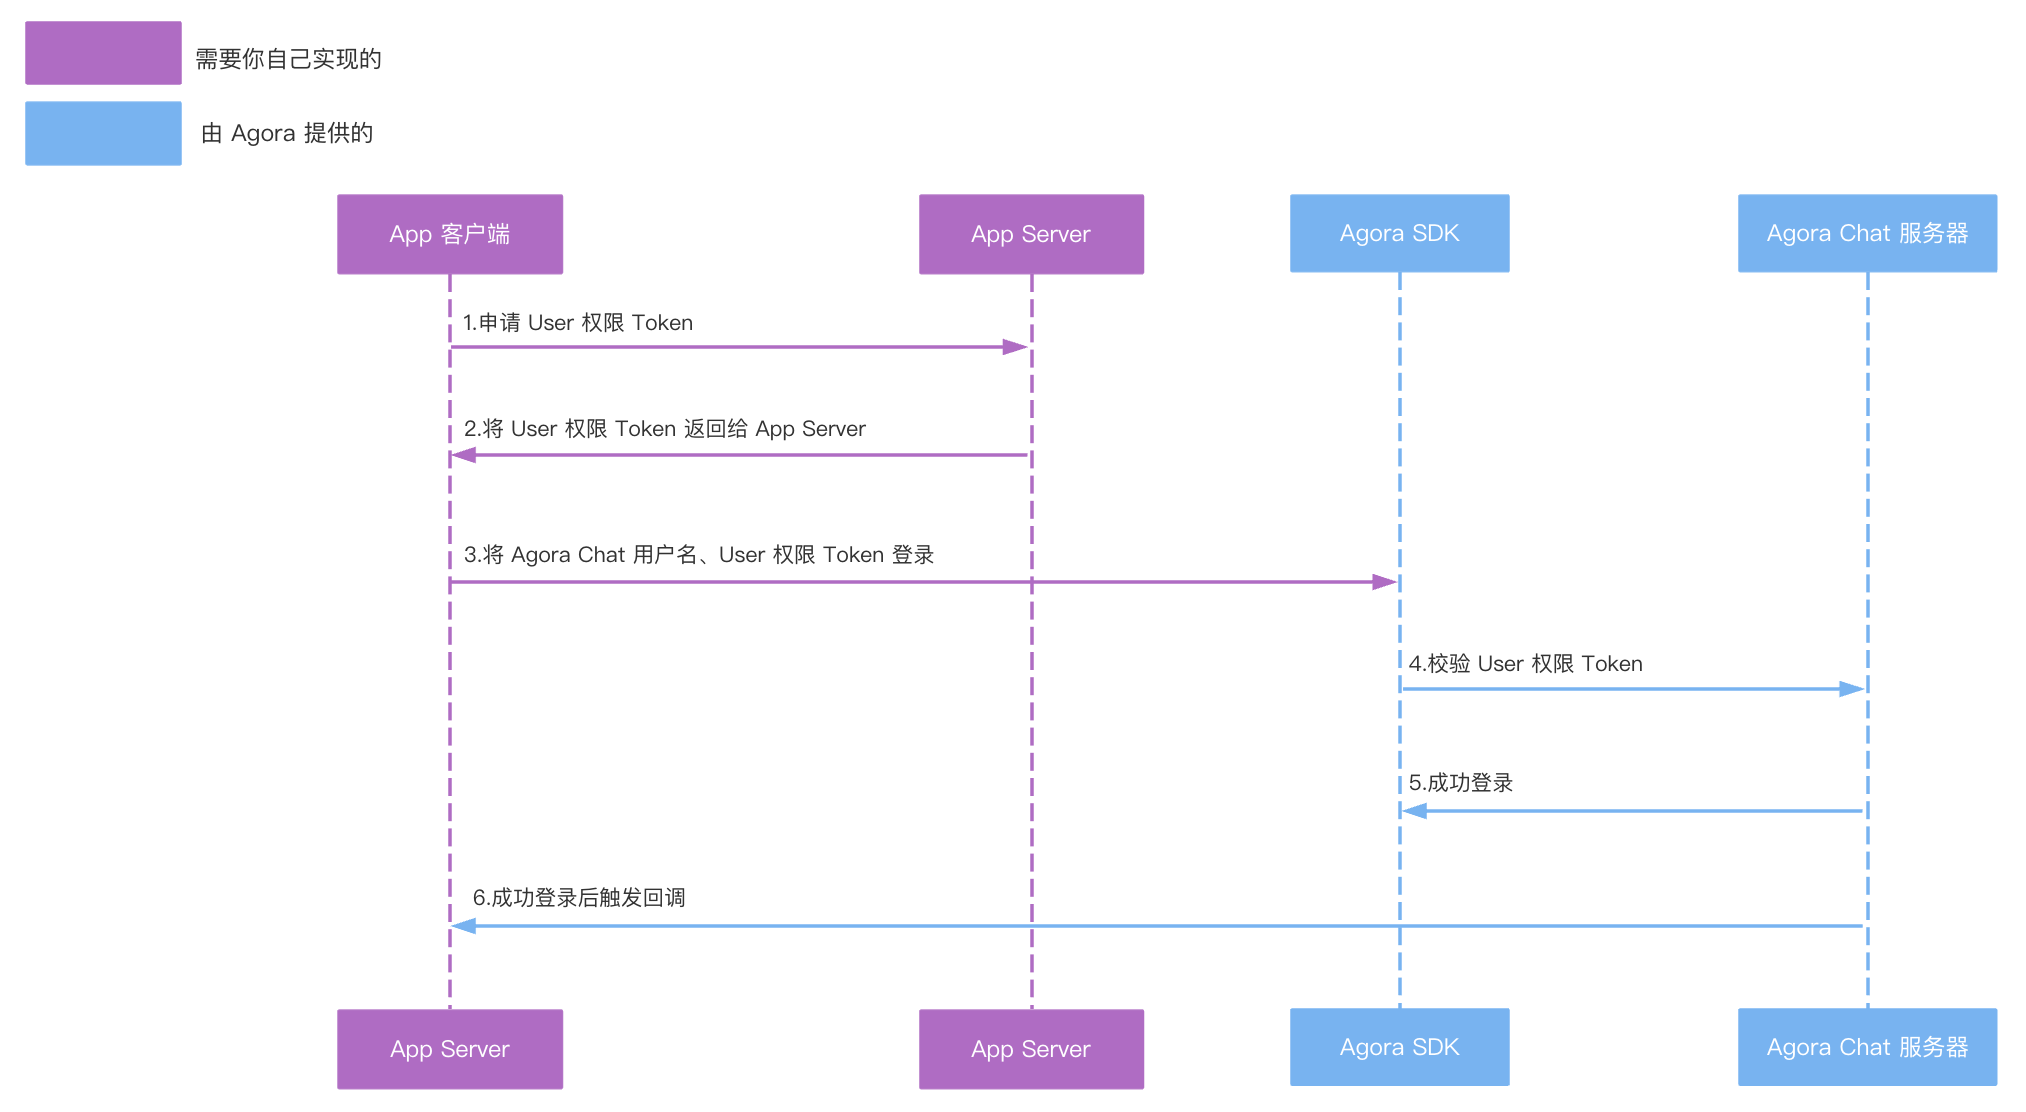 需要你自己实现的
由 Agora 提供的
App 客户端
App Server
Agora SDK
Agora Chat 服务器
1.申请 User 权限 Token
2.将 User 权限 Token 返回给 App Server
3.将 Agora Chat 用户名、User 权限 Token 登录
4.校验 User 权限 Token
5.成功登录
6.成功登录后触发回调
App Server
App Server
Agora SDK
Agora Chat 服务器